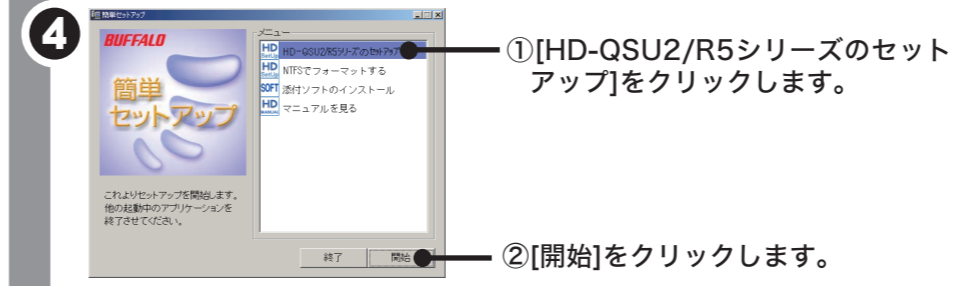 4
簡単セットアップ
BUFFALO
簡単
セットアップ
これよりセットアップを開始します。
他の起動中のアプリケーションを
終了させてください。
メニュー
HD SetUp HD-QSU2/R5シリーズのセットアップ
HD SetUp NTFSでフォーマットする
SOFT 添付ソフトのインストール
HD MANUAL マニュアルを見る
終了 開始
①[HD-QSU2/R5シリーズのセット
アップ]をクリックします。
②[開始]をクリックします。